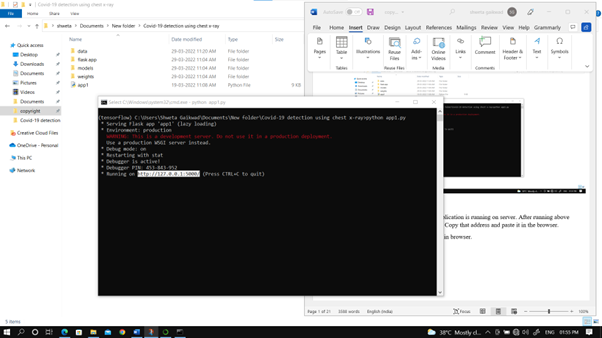 Covid-19 detection using chest x-ray
File Home Share View
> Documents > New folder > Covid-19 detection using chest x-ray
Name Date modified Type Size
Quick access
Desktop
Downloads
Documents
Pictures
Videos
Documents
copyright
Covid-19 detection
Creative Cloud Files
OneDrive - Personal
This PC
Network
data 29-03-2022 11:20 AM File folder
flask app 29-03-2022 11:04 AM File folder
models 29-03-2022 11:04 AM File folder
weights 29-03-2022 11:04 AM File folder
app1 29-03-2022 11:08 AM Python File 9 KB
5 items
AutoSave Off
File Home Insert Draw Design Layout References Mailings Review View Help Grammarly
Pages Table Illustrations Reuse Files Add-ins Online Videos Links Comment Header & Footer Text Symbols
Tables Reuse Files Media Comments
Select C:\Windows\system32\cmd.exe - python app1.py
(tensorflow) C:\Users\Shweta Gaikwad\Documents\New folder\Covid-19 detection using chest x-ray>python app1.py
* Serving Flask app 'app1' (lazy loading)
* Environment: production
WARNING: This is a development server. Do not use it in a production deployment.
Use a production WSGI server instead.
* Debug mode: on
* Restarting with stat
* Debugger is active!
* Debugger PIN: 453-843-952
* Running on http://127.0.0.1:5000/ (Press CTRL+C to quit)
lication is running on server. After running above
Copy that address and paste it in the browser.
in browser.
Page 1 of 21 3566 words English (India) Focus 100%
38°C Mostly cl... ENG 01:55 PM